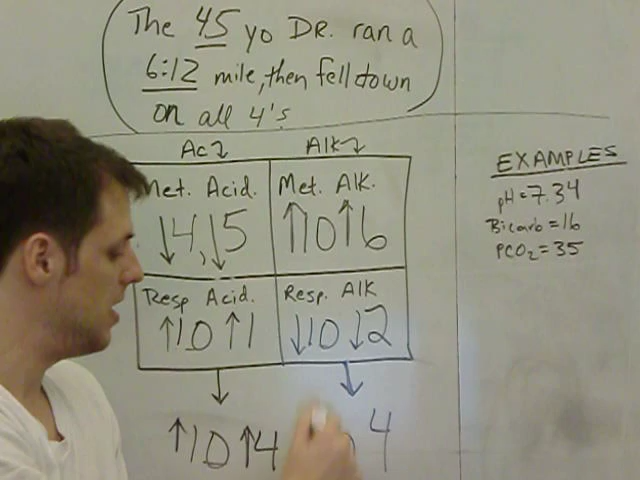 The 45 yo DR. ran a
6:12 mile, then fell down
on all 4's
Ac↴ Alk↴
Met. Acid. Met. Alk.
↓4, ↓5 ↑10 ↑6
Resp Acid. Resp. Alk
↑10 ↑1 ↓10 ↓2
↑10 ↑4 4
EXAMPLES
pH=7.34
Bicarb=16
PCO₂=35